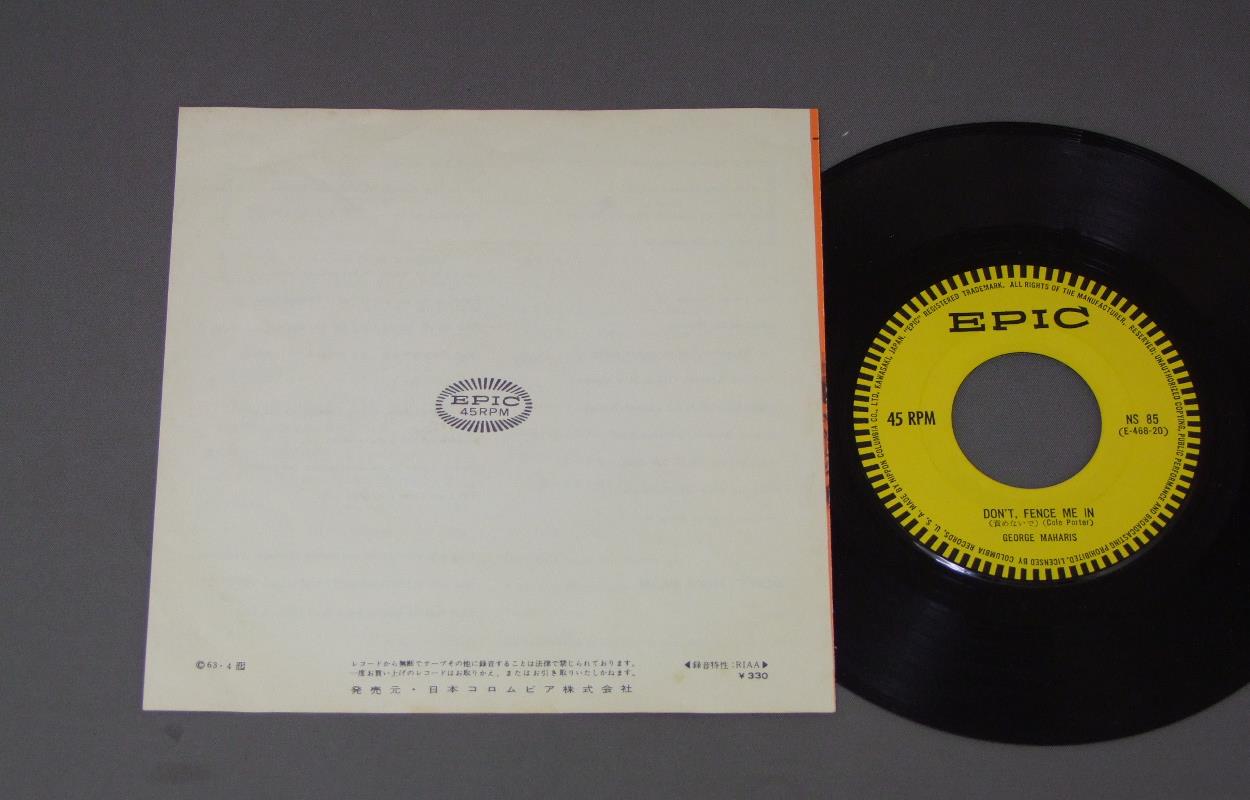 EPIC
45RPM
©63・4
レコードから無断でテープその他に録音することは法律で禁じられております。
一度お買い上げのレコードはお取りかえ、またはお引き取りいたしかねます。
発売元・日本コロムビア株式会社
◀録音特性:RIAA▶
¥330
"EPIC" REGISTERED TRADEMARK. ALL RIGHTS OF THE MANUFACTURER, RESERVED; UNAUTHORIZED COPYING, PUBLIC PERFORMANCE AND BROADCASTING PROHIBITED. LICENSED BY COLUMBIA RECORDS, U. S. A. MADE BY NIPPON COLUMBIA CO., LTD, KAWASAKI, JAPAN.
EPIC
45 RPM
NS 85
(E-468-20)
DON'T, FENCE ME IN
(責めないで) (Cole Porter)
GEORGE MAHARIS